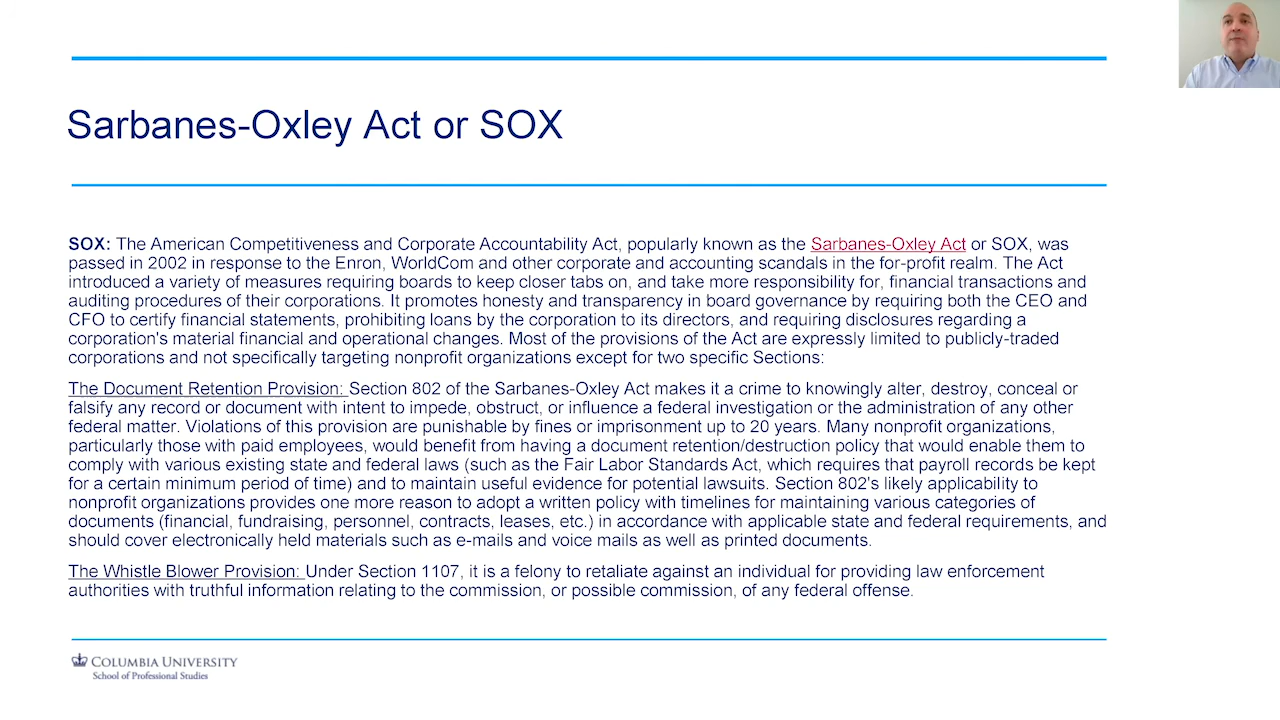 Sarbanes-Oxley Act or SOX
SOX: The American Competitiveness and Corporate Accountability Act, popularly known as the Sarbanes-Oxley Act or SOX, was
passed in 2002 in response to the Enron, WorldCom and other corporate and accounting scandals in the for-profit realm. The Act
introduced a variety of measures requiring boards to keep closer tabs on, and take more responsibility for, financial transactions and
auditing procedures of their corporations. It promotes honesty and transparency in board governance by requiring both the CEO and
CFO to certify financial statements, prohibiting loans by the corporation to its directors, and requiring disclosures regarding a
corporation's material financial and operational changes. Most of the provisions of the Act are expressly limited to publicly-traded
corporations and not specifically targeting nonprofit organizations except for two specific Sections:
The Document Retention Provision: Section 802 of the Sarbanes-Oxley Act makes it a crime to knowingly alter, destroy, conceal or
falsify any record or document with intent to impede, obstruct, or influence a federal investigation or the administration of any other
federal matter. Violations of this provision are punishable by fines or imprisonment up to 20 years. Many nonprofit organizations,
particularly those with paid employees, would benefit from having a document retention/destruction policy that would enable them to
comply with various existing state and federal laws (such as the Fair Labor Standards Act, which requires that payroll records be kept
for a certain minimum period of time) and to maintain useful evidence for potential lawsuits. Section 802's likely applicability to
nonprofit organizations provides one more reason to adopt a written policy with timelines for maintaining various categories of
documents (financial, fundraising, personnel, contracts, leases, etc.) in accordance with applicable state and federal requirements, and
should cover electronically held materials such as e-mails and voice mails as well as printed documents.
The Whistle Blower Provision: Under Section 1107, it is a felony to retaliate against an individual for providing law enforcement
authorities with truthful information relating to the commission, or possible commission, of any federal offense.
COLUMBIA UNIVERSITY
School of Professional Studies